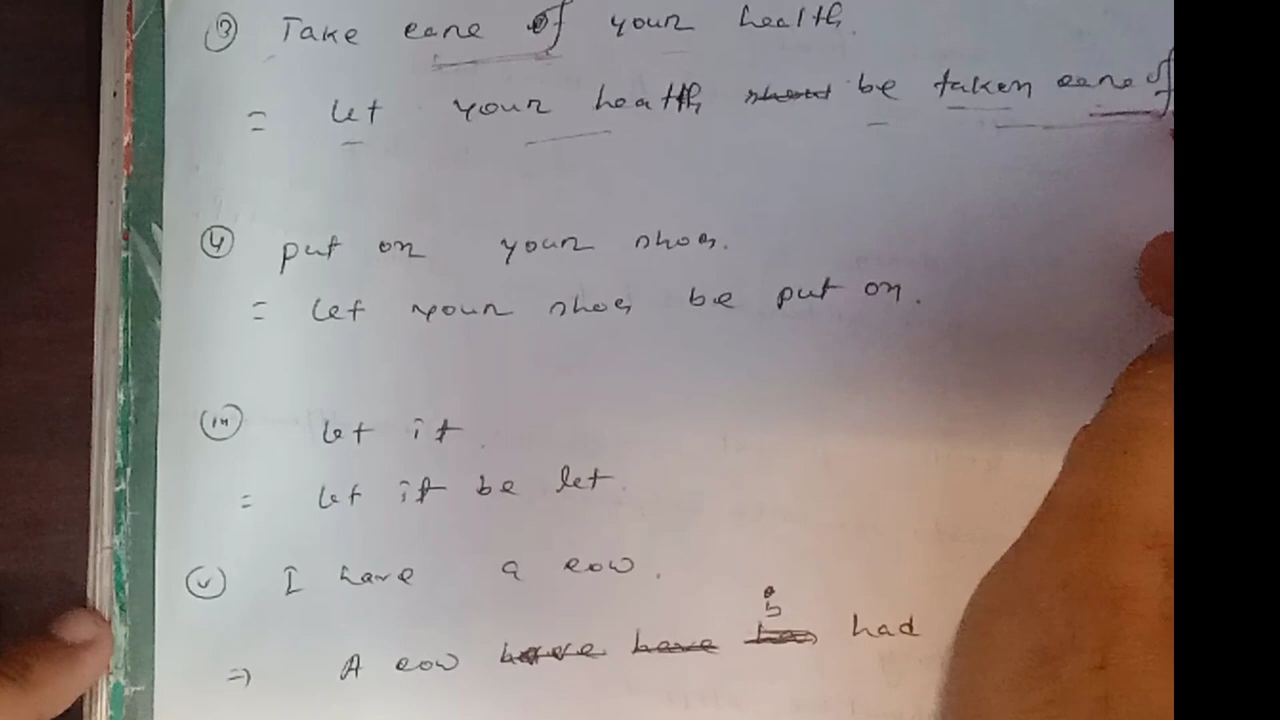 ③ Take care of your health.
= Let your health be taken care of
④ put on your shoes.
= Let your shoes be put on.
let it.
= Let it be let.
ⓥ I have a cow.
⇒ A cow is had